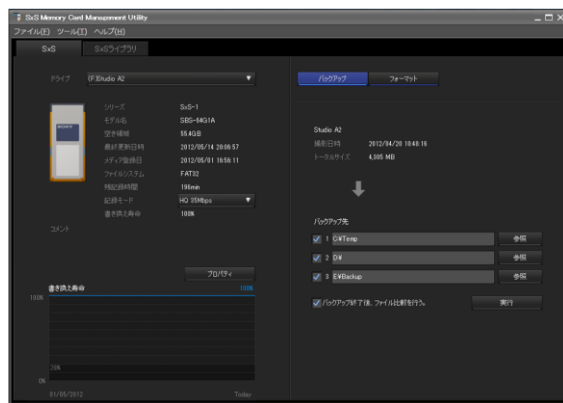 SxS Memory Card Management Utility
ファイル(F) ツール(T) ヘルプ(H)
SxS SxSライブラリ
ドライブ (F:)Studio A2
シリーズ SxS-1
モデル名 SBS-64G1A
空き領域 55.4GB
最終更新日時 2012/05/14 20:06:57
メディア登録日 2012/05/01 16:56:11
ファイルシステム FAT32
残記録時間 195min
記録モード HQ 35Mbps
書き換え寿命 100%
コメント
プロパティ
書き換え寿命 100%
100%
20%
0%
01/05/2012 Today
バックアップ フォーマット
Studio A2
撮影日時 2012/04/20 10:48:16
トータルサイズ 4,095 MB
バックアップ先
1 C:¥Temp 参照
2 D:¥ 参照
3 E:¥Backup 参照
バックアップ終了後、ファイル比較を行う。 実行